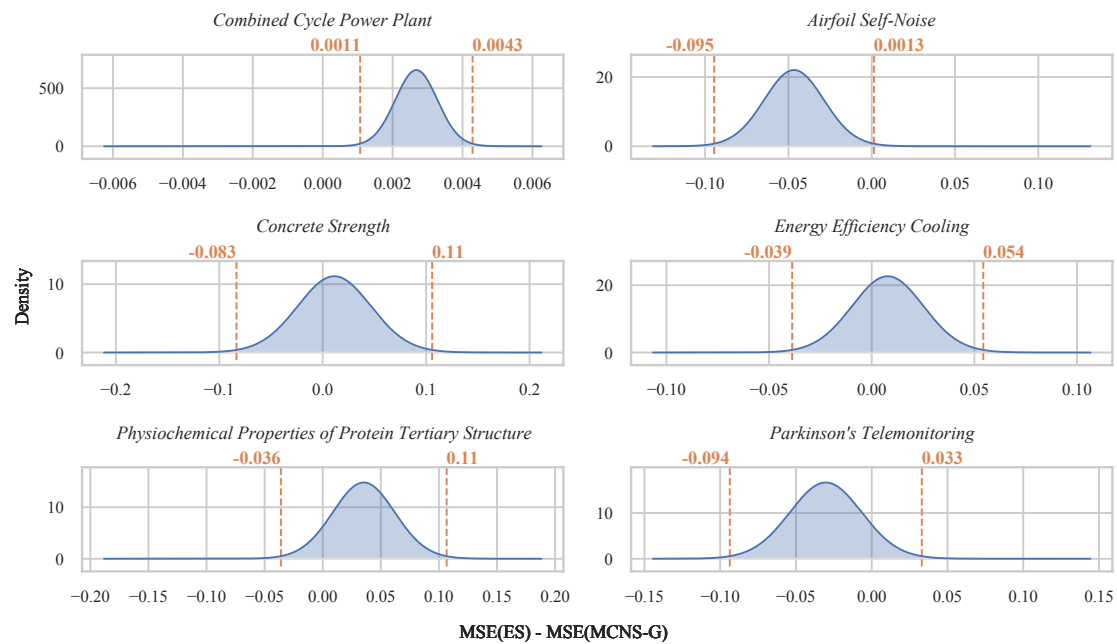 Combined Cycle Power Plant
0.0011 0.0043
500
0
−0.006 −0.004 −0.002 0.000 0.002 0.004 0.006
Airfoil Self-Noise
-0.095 0.0013
20
0
−0.10 −0.05 0.00 0.05 0.10
Concrete Strength
-0.083 0.11
10
0
−0.2 −0.1 0.0 0.1 0.2
Energy Efficiency Cooling
-0.039 0.054
20
0
−0.10 −0.05 0.00 0.05 0.10
Density
Physiochemical Properties of Protein Tertiary Structure
-0.036 0.11
10
0
−0.20 −0.15 −0.10 −0.05 0.00 0.05 0.10 0.15 0.20
Parkinson's Telemonitoring
-0.094 0.033
10
0
−0.15 −0.10 −0.05 0.00 0.05 0.10 0.15
MSE(ES) - MSE(MCNS-G)